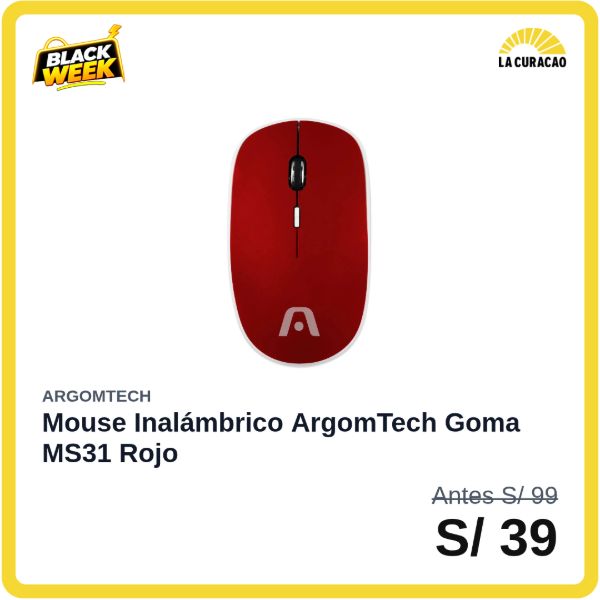 BLACK
WEEK
LA CURACAO
ARGOMTECH
Mouse Inalámbrico ArgomTech Goma
MS31 Rojo
Antes S/ 99
S/ 39